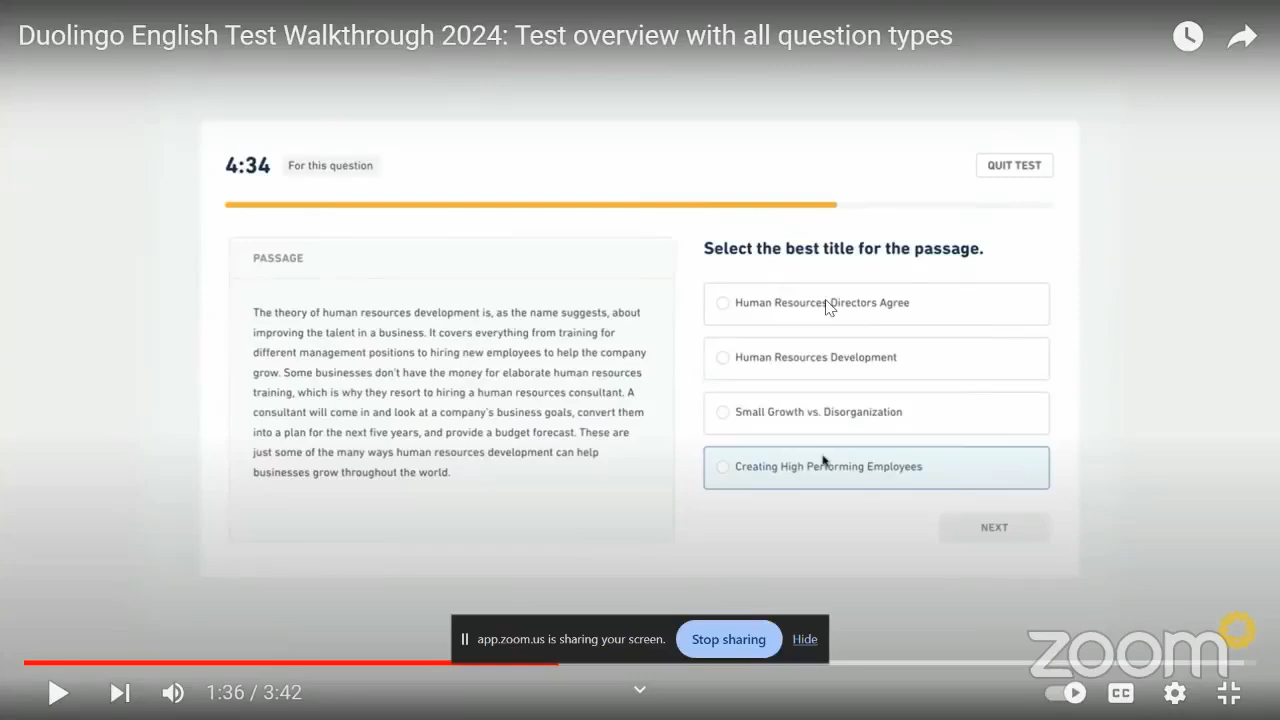 Duolingo English Test Walkthrough 2024: Test overview with all question types
4:34 For this question
QUIT TEST
PASSAGE
The theory of human resources development is, as the name suggests, about
improving the talent in a business. It covers everything from training for
different management positions to hiring new employees to help the company
grow. Some businesses don't have the money for elaborate human resources
training, which is why they resort to hiring a human resources consultant. A
consultant will come in and look at a company's business goals, convert them
into a plan for the next five years, and provide a budget forecast. These are
just some of the many ways human resources development can help
businesses grow throughout the world.
Select the best title for the passage.
Human Resources Directors Agree
Human Resources Development
Small Growth vs. Disorganization
Creating High Performing Employees
NEXT
app.zoom.us is sharing your screen.
Stop sharing
Hide
zoom
1:36 / 3:42
CC